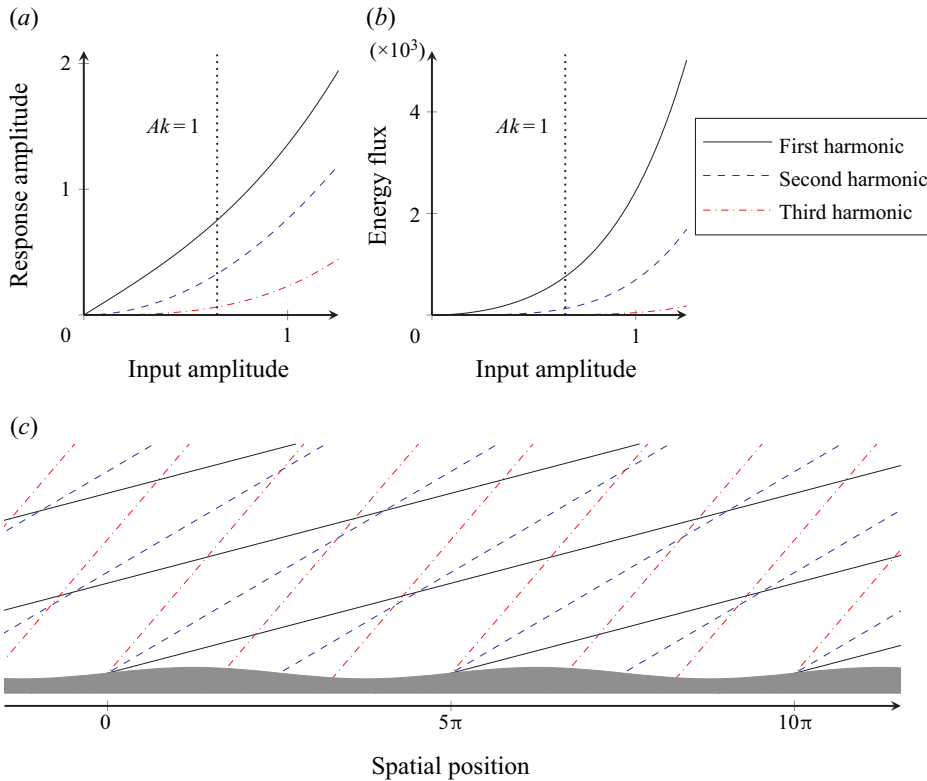 (a)
2
1
0
1
Response amplitude
Input amplitude
Ak = 1
(b)
(×10³)
4
2
0
1
Energy flux
Input amplitude
Ak = 1
First harmonic
Second harmonic
Third harmonic
(c)
0
5π
10π
Spatial position